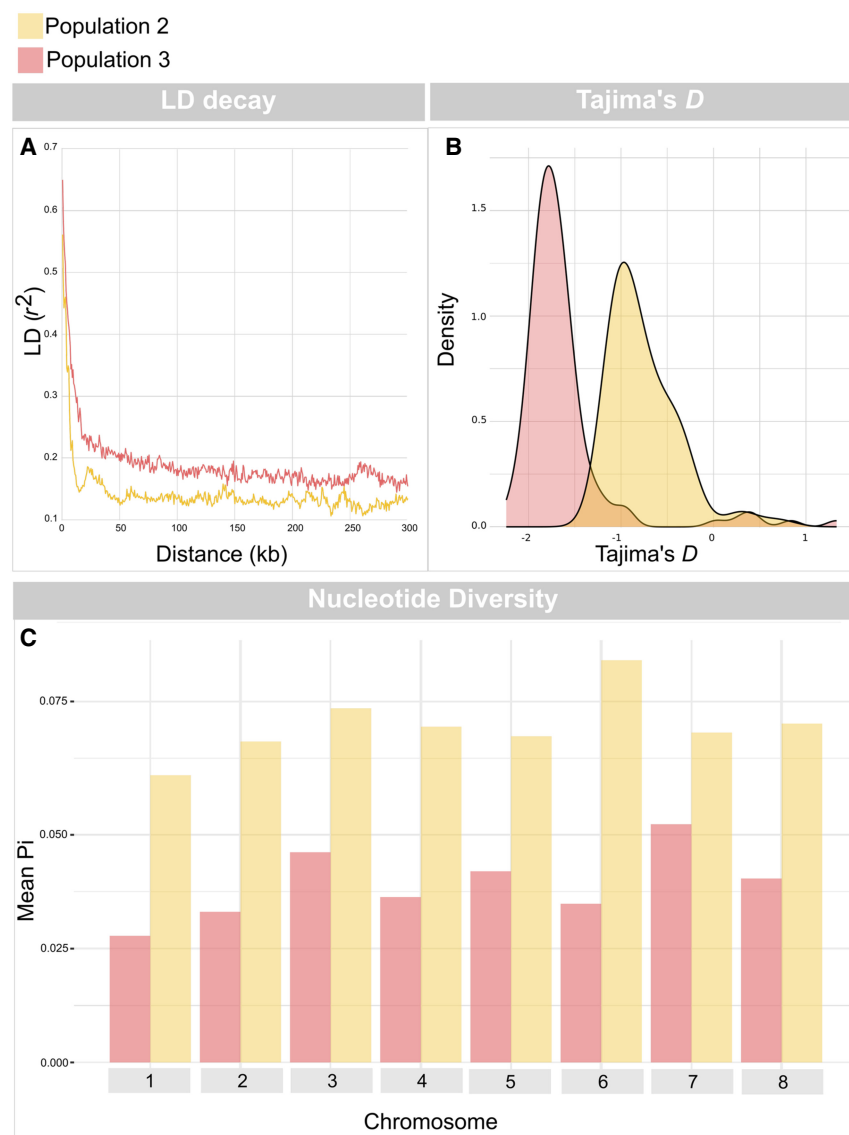 Population 2
Population 3
LD decay
Tajima's D
A
0.7
0.6
0.5
0.4
0.3
0.2
0.1
LD (r2)
0
50
100
150
200
250
300
Distance (kb)
B
1.5
1.0
0.5
0.0
Density
-2
-1
0
1
Tajima's D
Nucleotide Diversity
C
0.075
0.050
0.025
0.000
Mean Pi
1
2
3
4
5
6
7
8
Chromosome